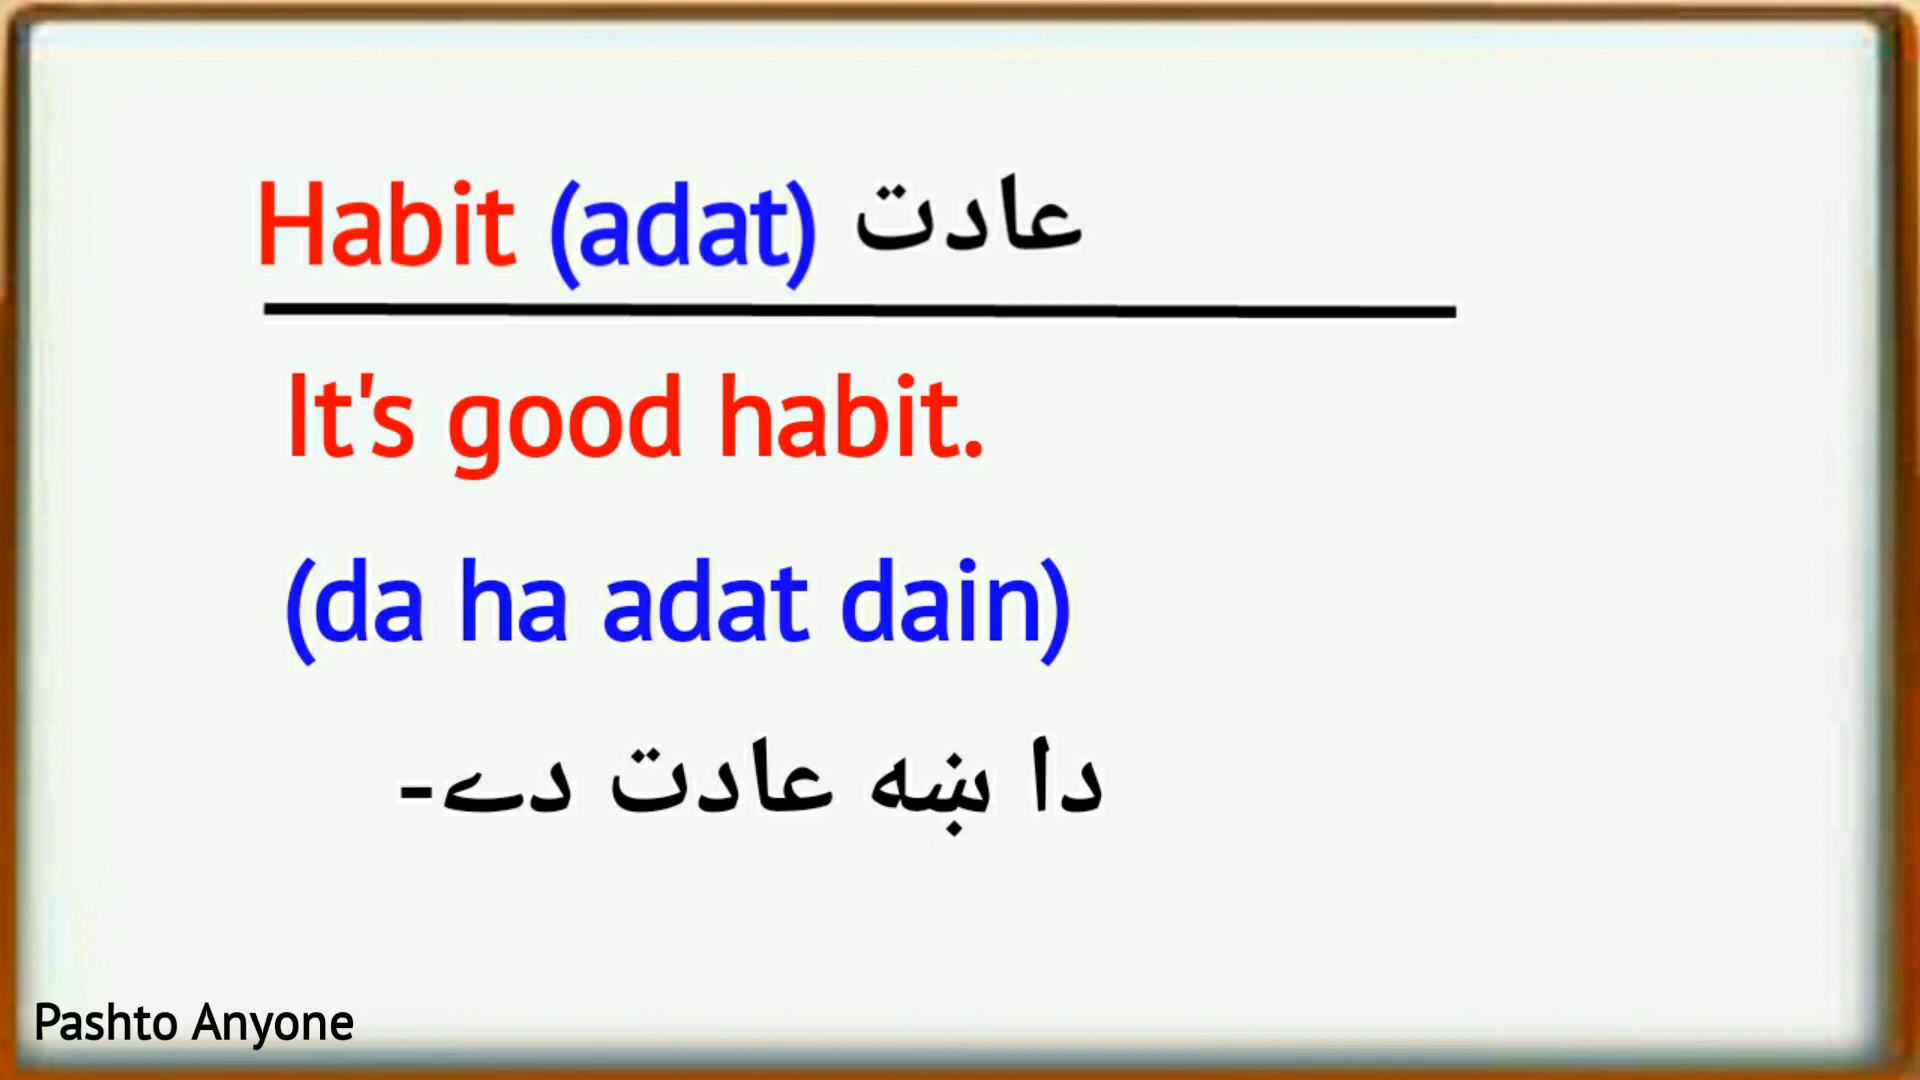 Habit (adat) عادت
It's good habit.
(da ha adat dain)
دا ښه عادت دے-
Pashto Anyone